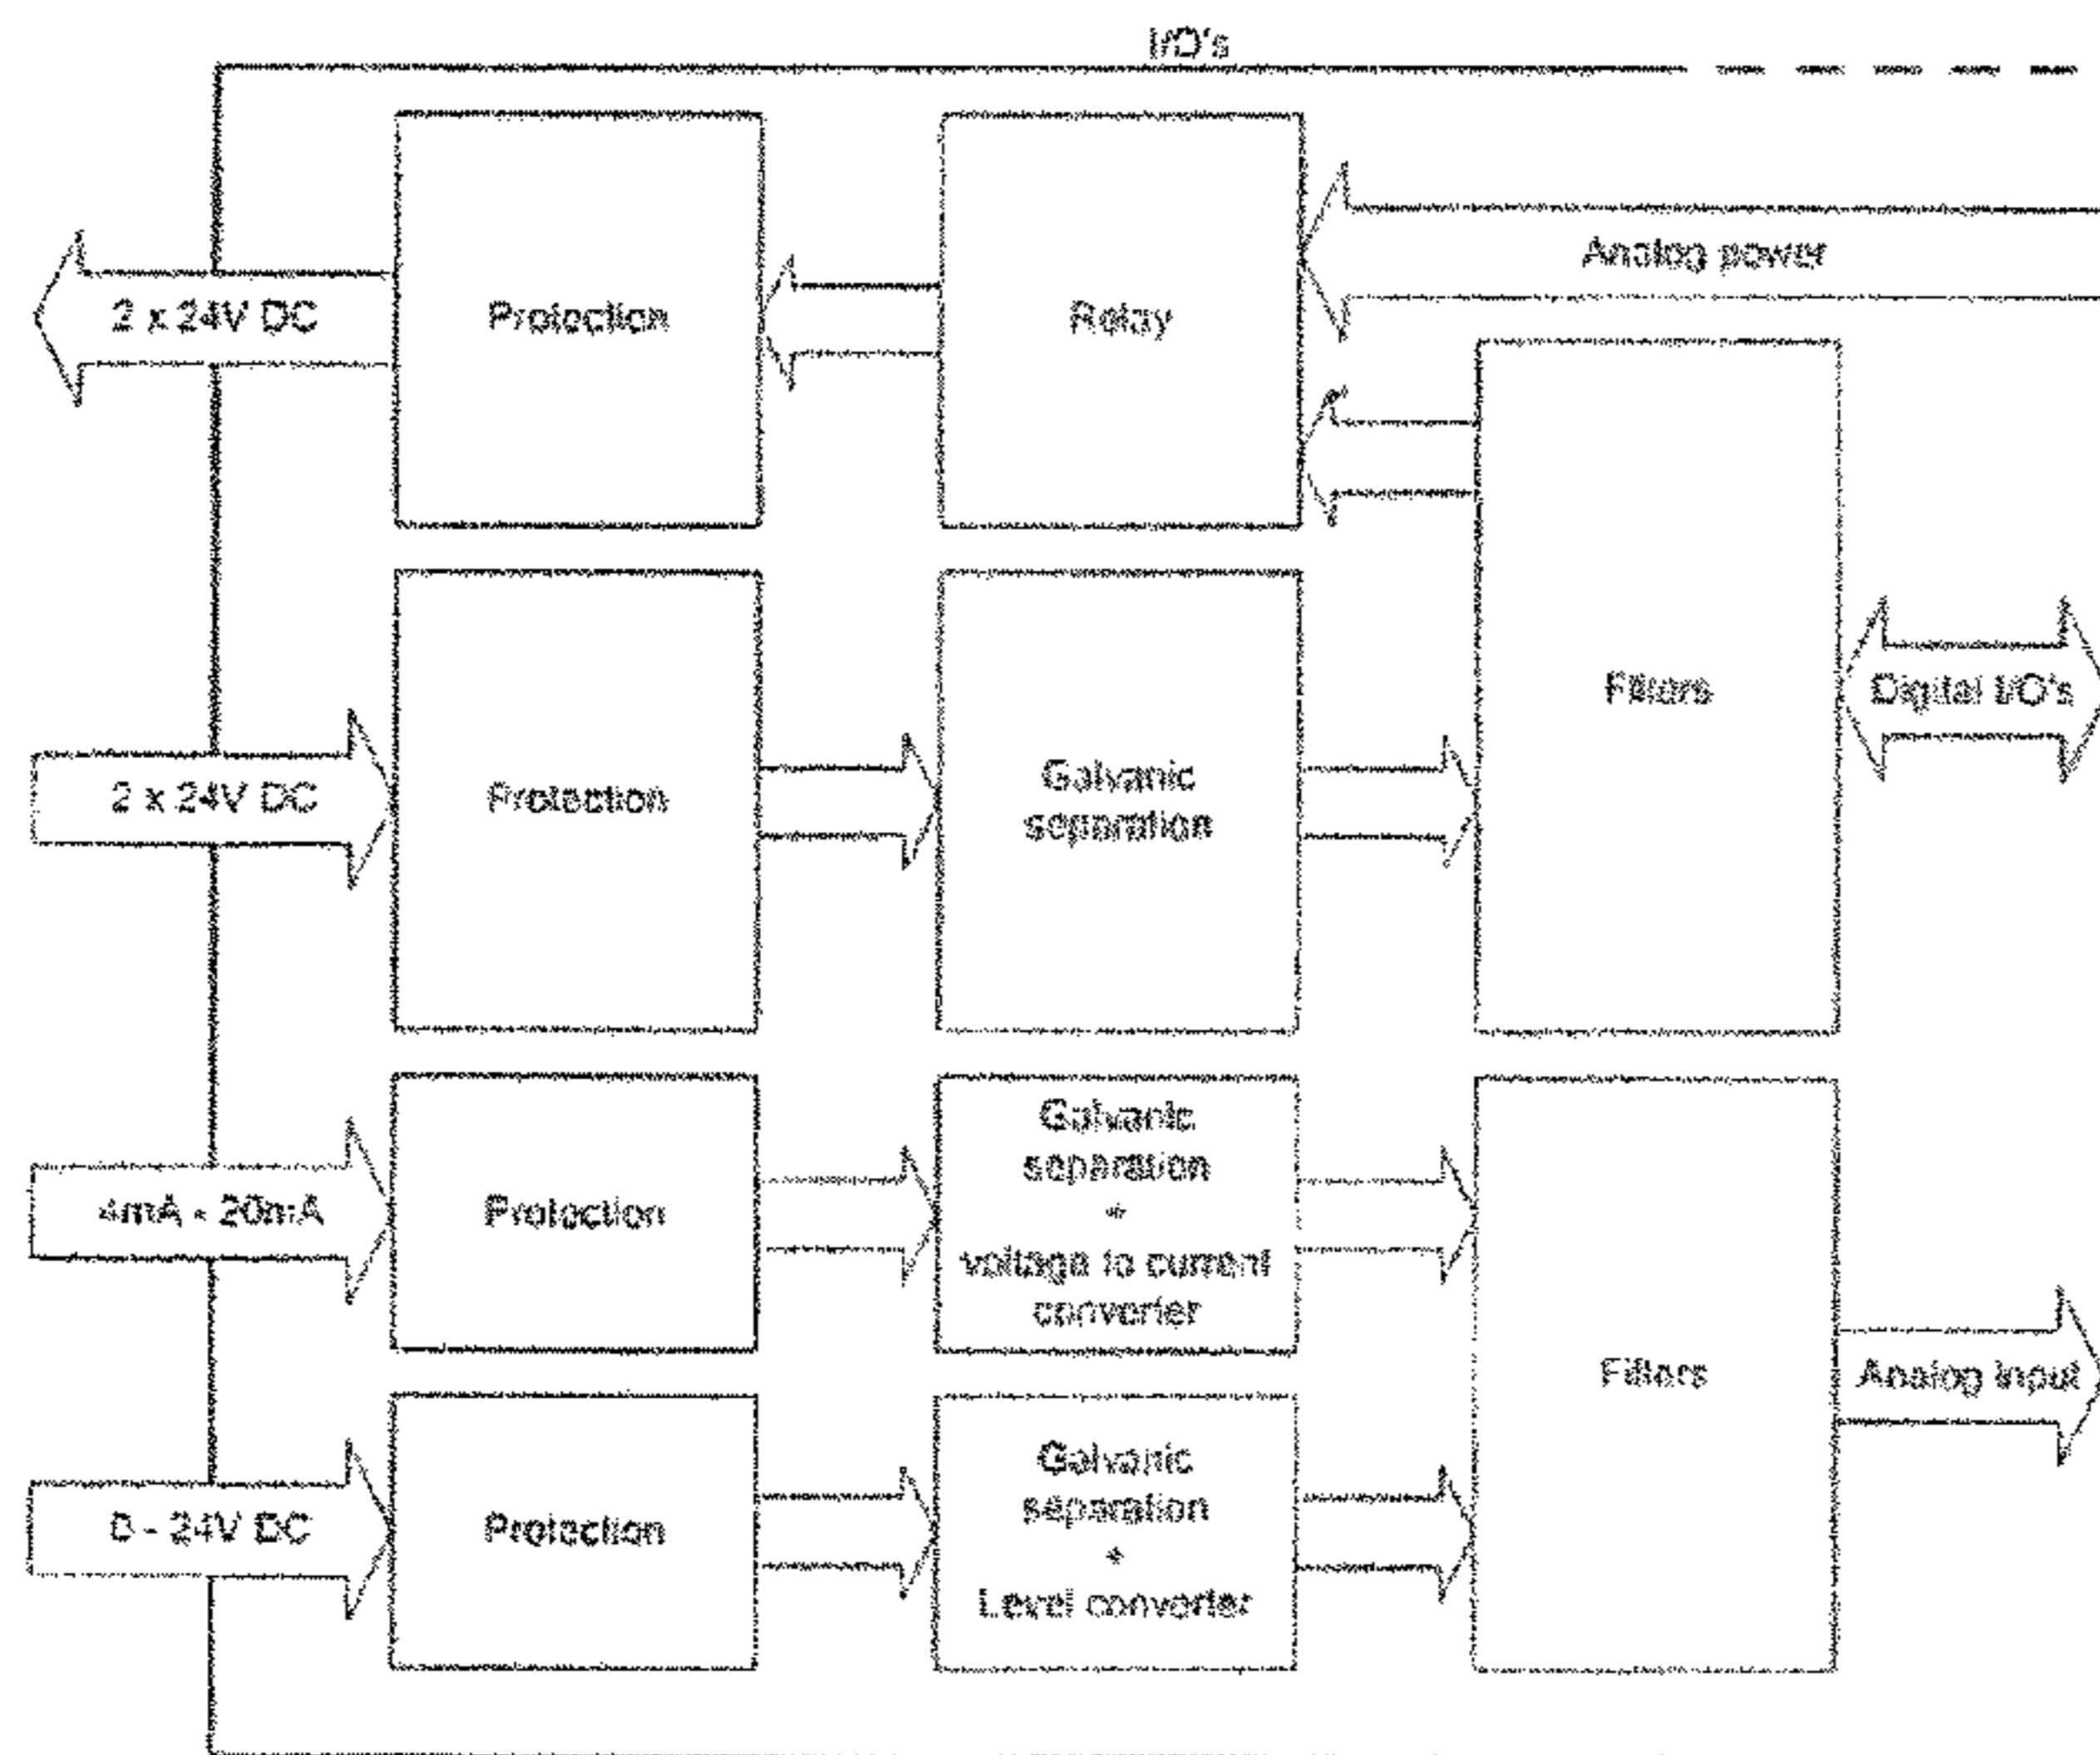 I/O's
Analog power
2 x 24V DC
Protection
Relay
Filters
Digital I/O's
2 x 24V DC
Protection
Galvanic
separation
4mA - 20mA
Protection
Galvanic
separation
+
voltage to current
converter
Filters
Analog input
0 - 24V DC
Protection
Galvanic
separation
+
Level converter